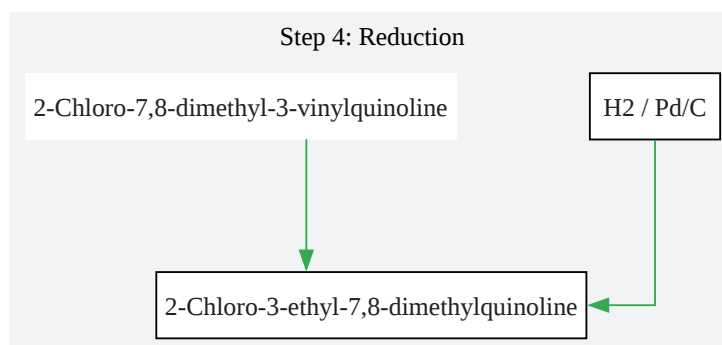 Step 4: Reduction
2-Chloro-7,8-dimethyl-3-vinylquinoline
H2 / Pd/C
2-Chloro-3-ethyl-7,8-dimethylquinoline